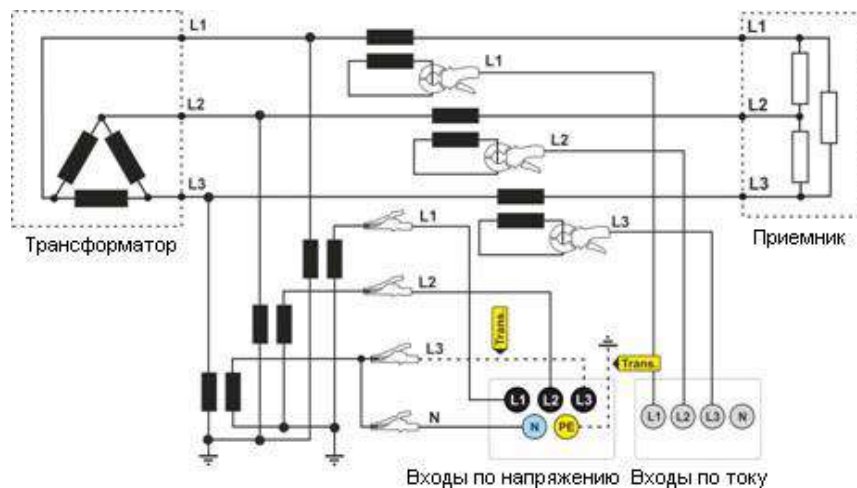 L1
L1
L1
L2
L2
L2
L3
L3
L3
Трансформатор
Приемник
L1
L2
L3
Trans.
Trans.
N
L1 L2 L3
N PE
L1 L2 L3 N
Входы по напряжению
Входы по току